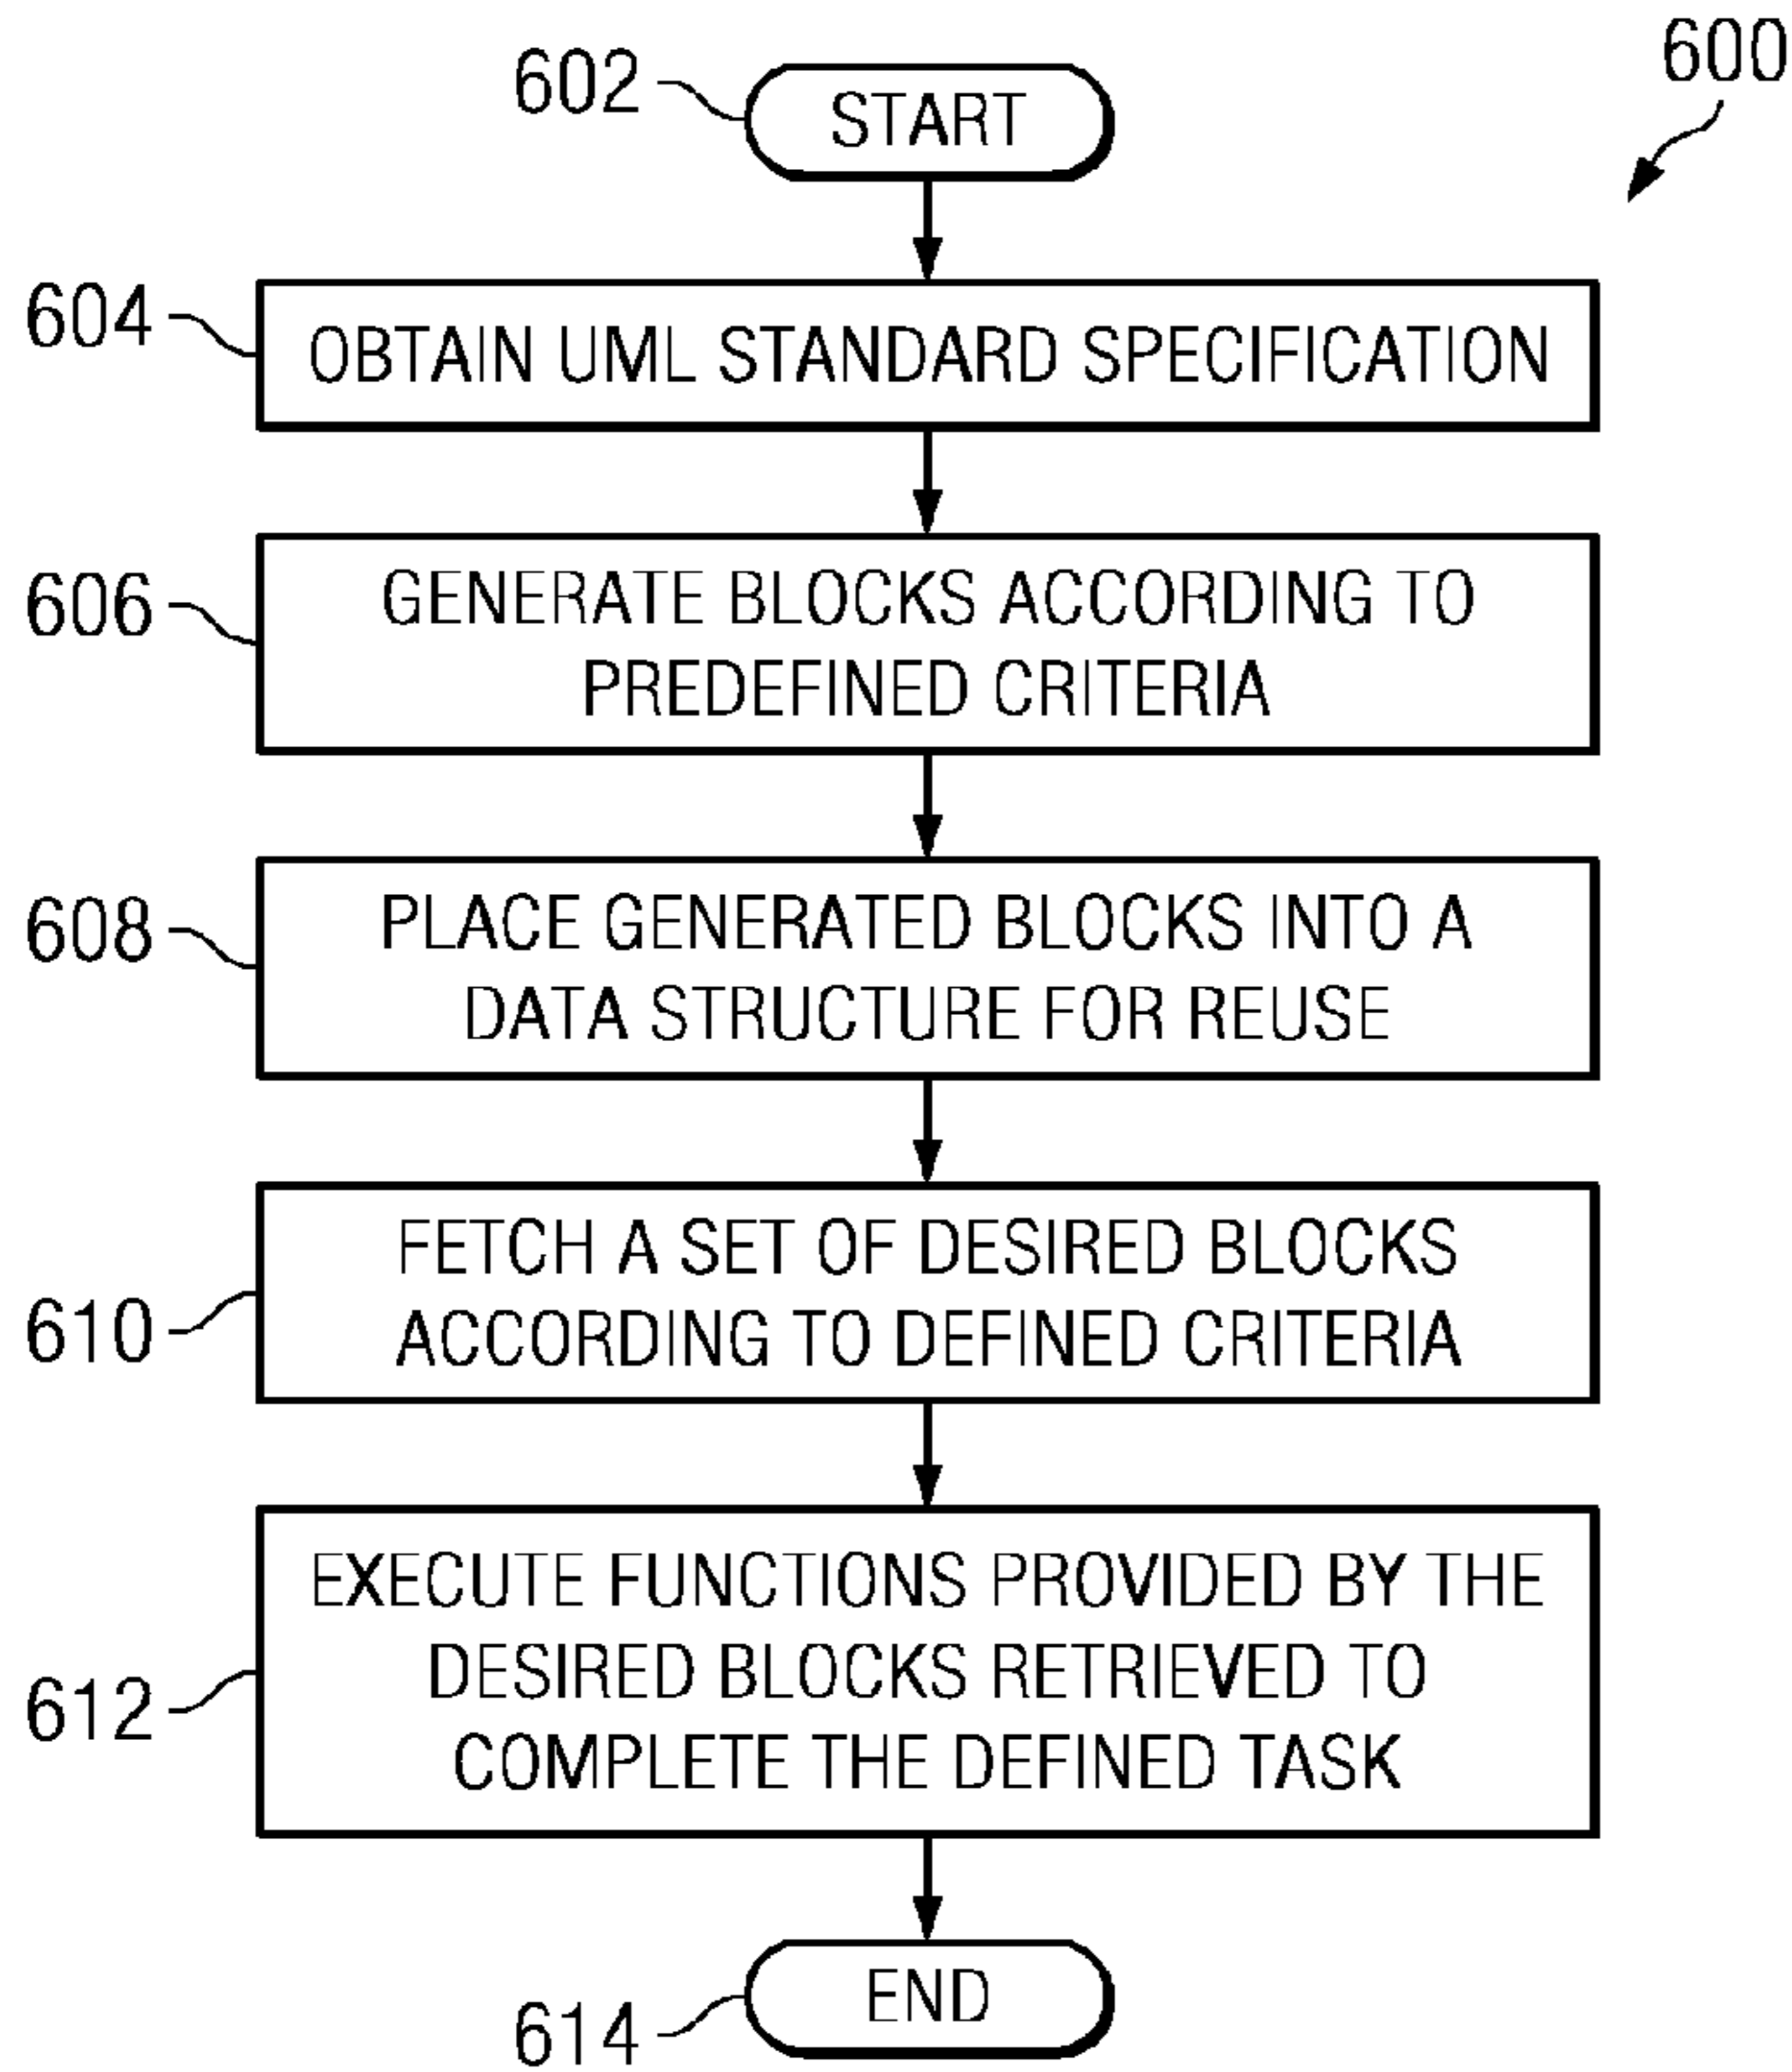 600
602
START
604
OBTAIN UML STANDARD SPECIFICATION
606
GENERATE BLOCKS ACCORDING TO
PREDEFINED CRITERIA
608
PLACE GENERATED BLOCKS INTO A
DATA STRUCTURE FOR REUSE
610
FETCH A SET OF DESIRED BLOCKS
ACCORDING TO DEFINED CRITERIA
612
EXECUTE FUNCTIONS PROVIDED BY THE
DESIRED BLOCKS RETRIEVED TO
COMPLETE THE DEFINED TASK
614
END